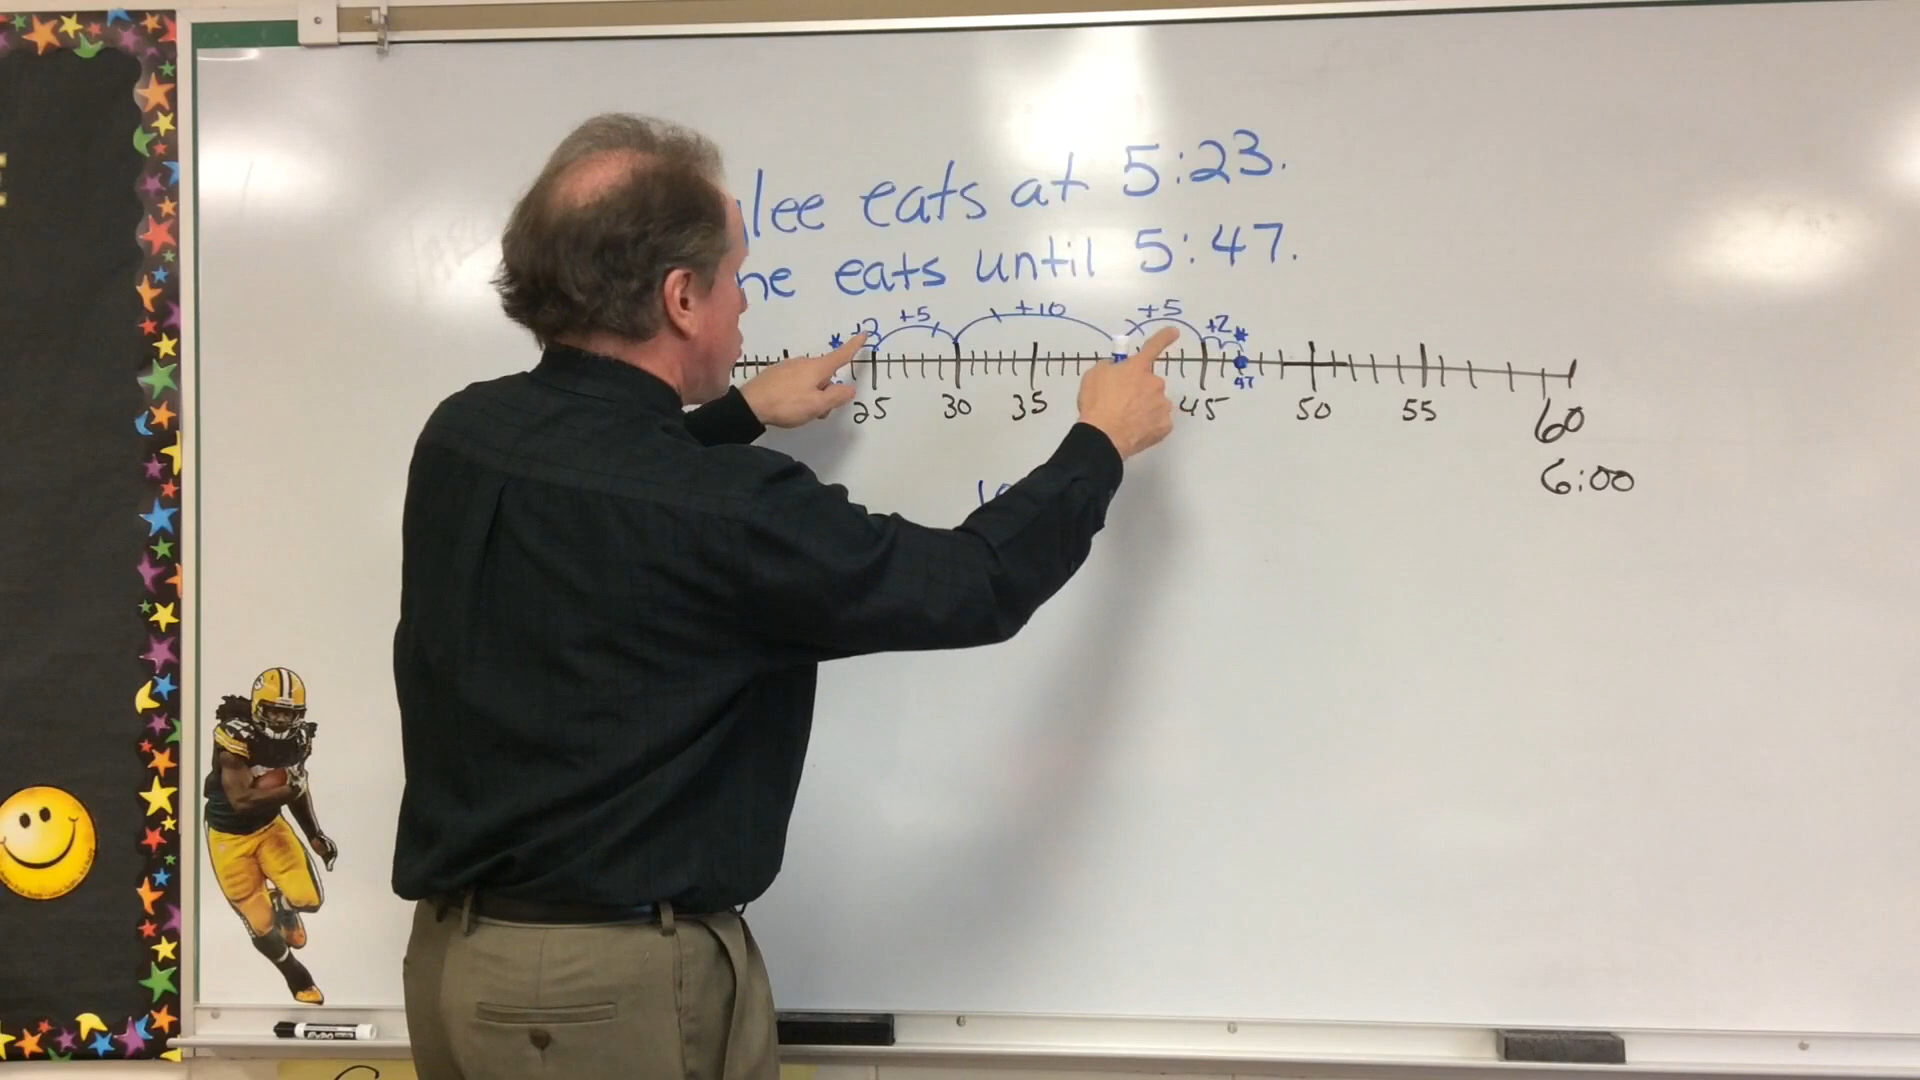 lee eats at 5:23.
he eats until 5:47.
+2 +5 +10 +5 +2
25 30 35 45 47 50 55 60
6:00
EXPO